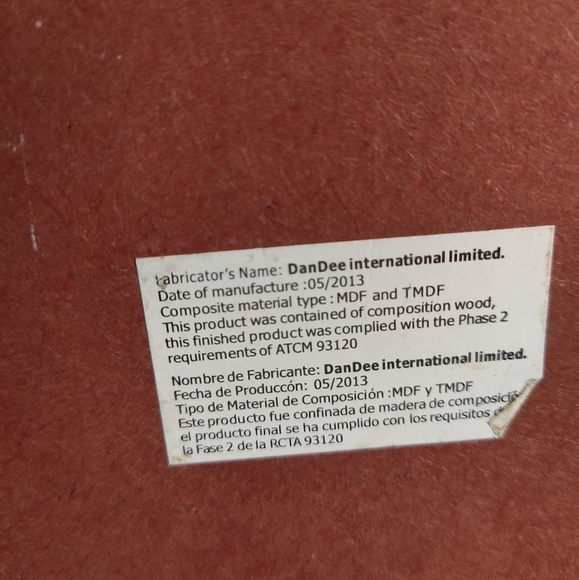 Fabricator's Name: DanDee international limited.
Date of manufacture :05/2013
Composite material type : MDF and TMDF
This product was contained of composition wood,
this finished product was complied with the Phase 2
requirements of ATCM 93120
Nombre de Fabricante: DanDee international limited.
Fecha de Produccón: 05/2013
Tipo de Material de Composición :MDF y TMDF
Este producto fue confinada de madera de composició
el producto final se ha cumplido con los requisitos
la Fase 2 de la RCTA 93120